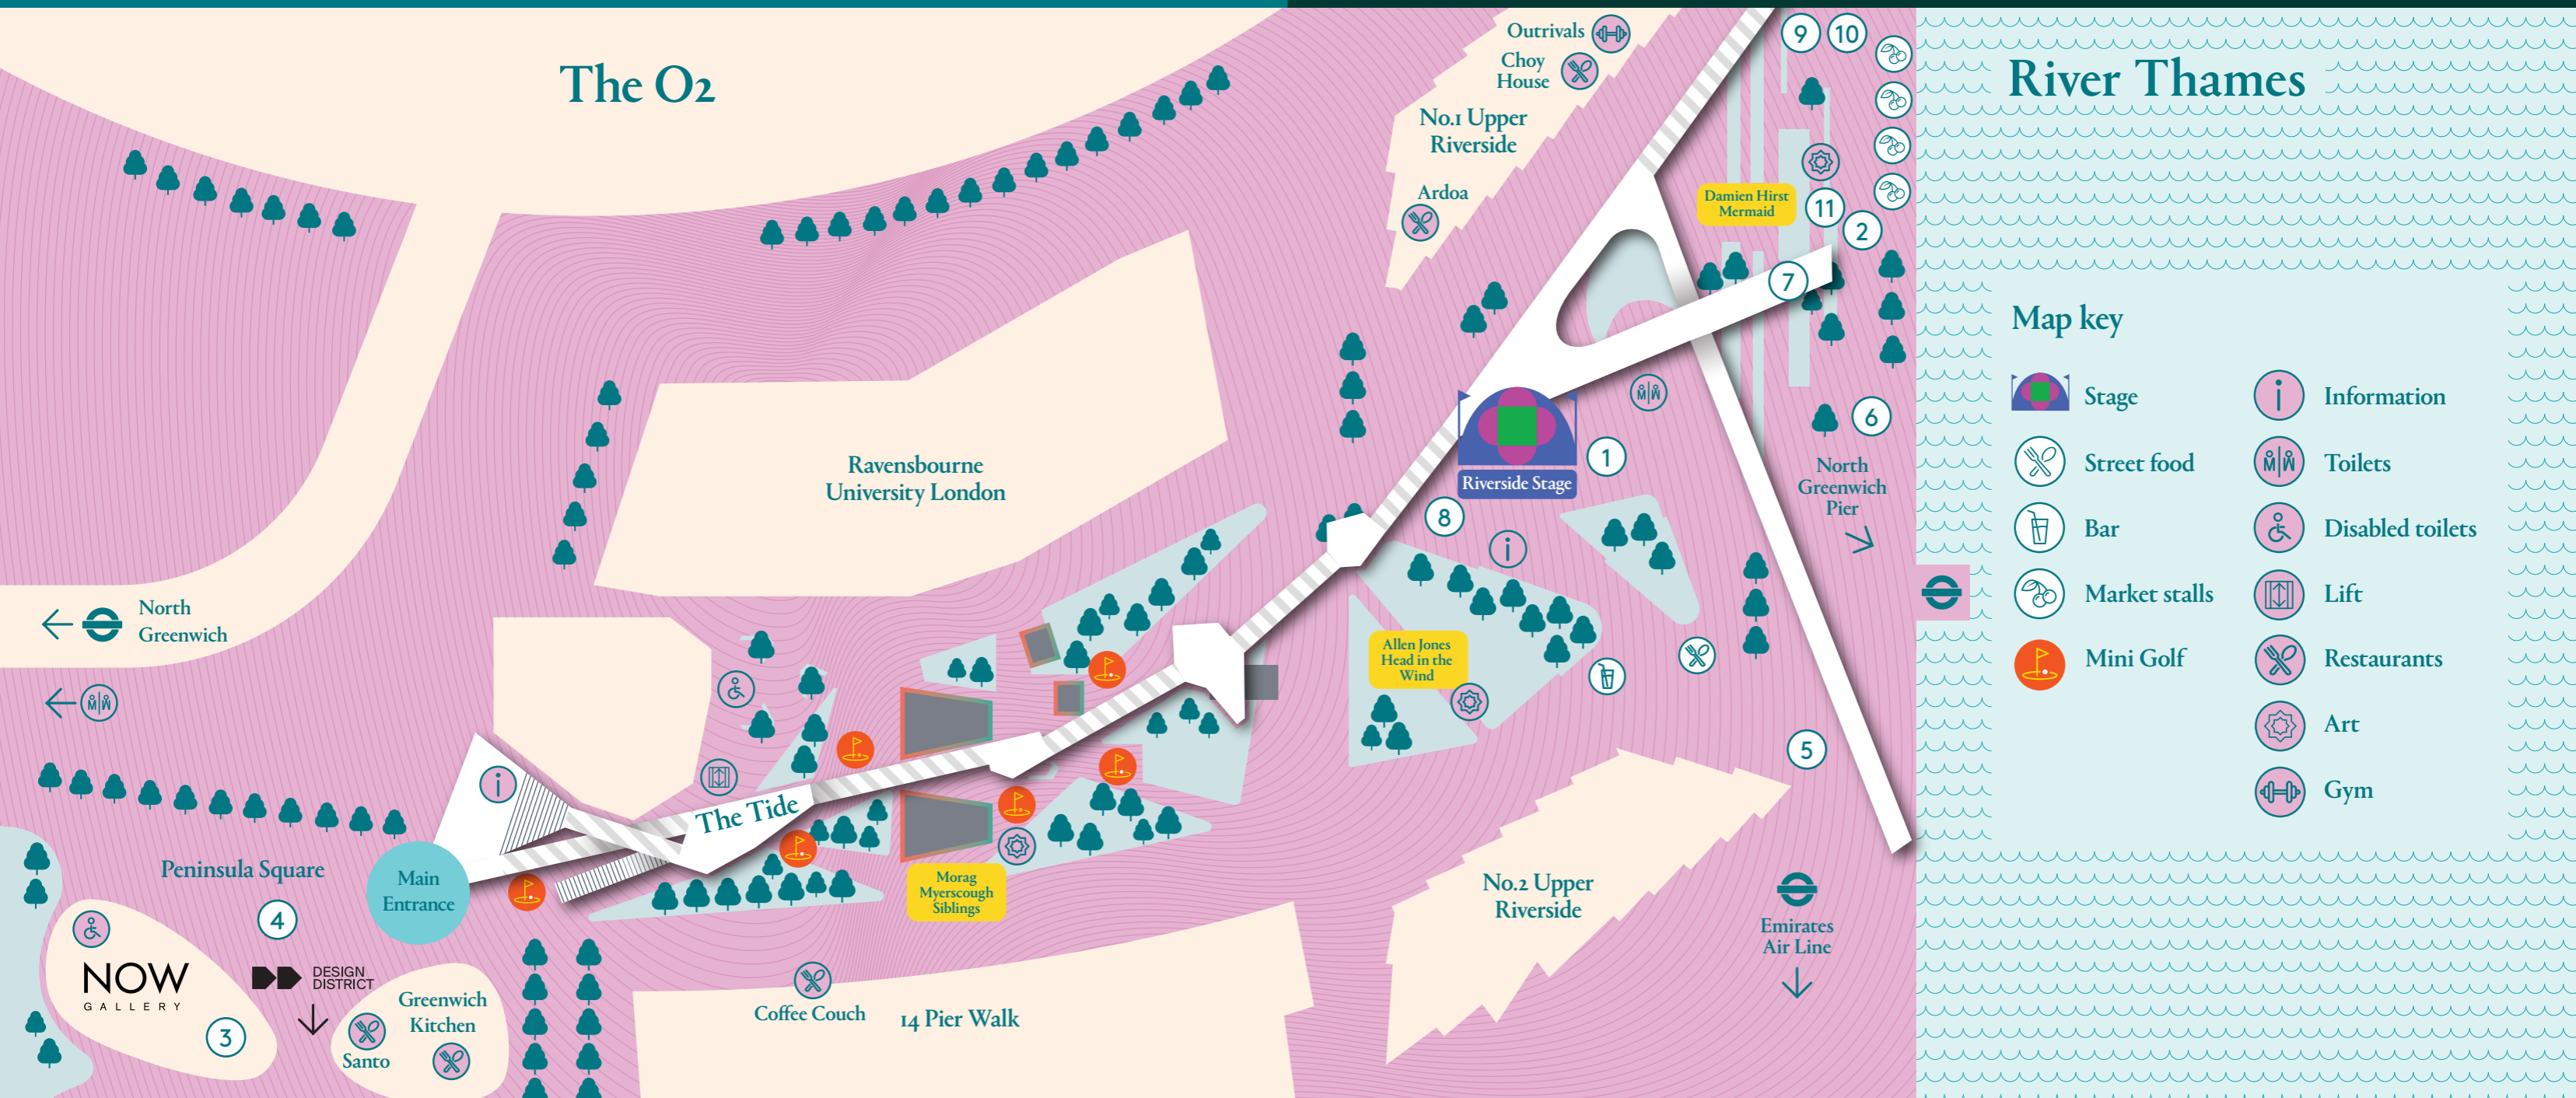 The O2
Outrivals
Choy
House
No.1 Upper
Riverside
Ardoa
9
10
River Thames
Damien Hirst
Mermaid
11
2
7
Map key
Stage
Street food
Bar
Market stalls
Mini Golf
Information
Toilets
Disabled toilets
Lift
Restaurants
Art
Gym
M W
6
North
Greenwich
Pier
1
Riverside Stage
8
Ravensbourne
University London
North
Greenwich
M W
Allen Jones
Head in the
Wind
5
The Tide
Peninsula Square
Main
Entrance
4
Morag
Myerscough
Siblings
No.2 Upper
Riverside
Emirates
Air Line
NOW
GALLERY
3
DESIGN
DISTRICT
Greenwich
Kitchen
Santo
Coffee Couch
14 Pier Walk